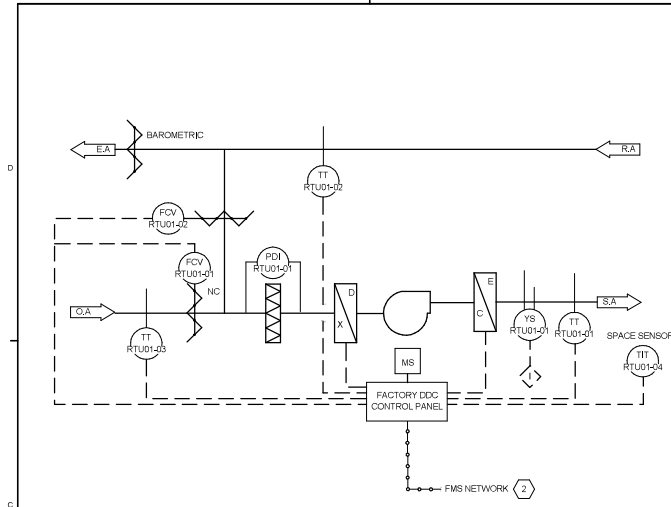 BAROMETRIC
E.A
R.A
TT
RTU01-02
D
FCV
RTU01-02
FCV
RTU01-01
PDI
RTU01-01
NC
D
X
E
C
O.A
S.A
TT
RTU01-03
YS
RTU01-01
TT
RTU01-01
SPACE SENSOR
TIT
RTU01-04
MS
FACTORY DDC
CONTROL PANEL
FMS NETWORK 2
C